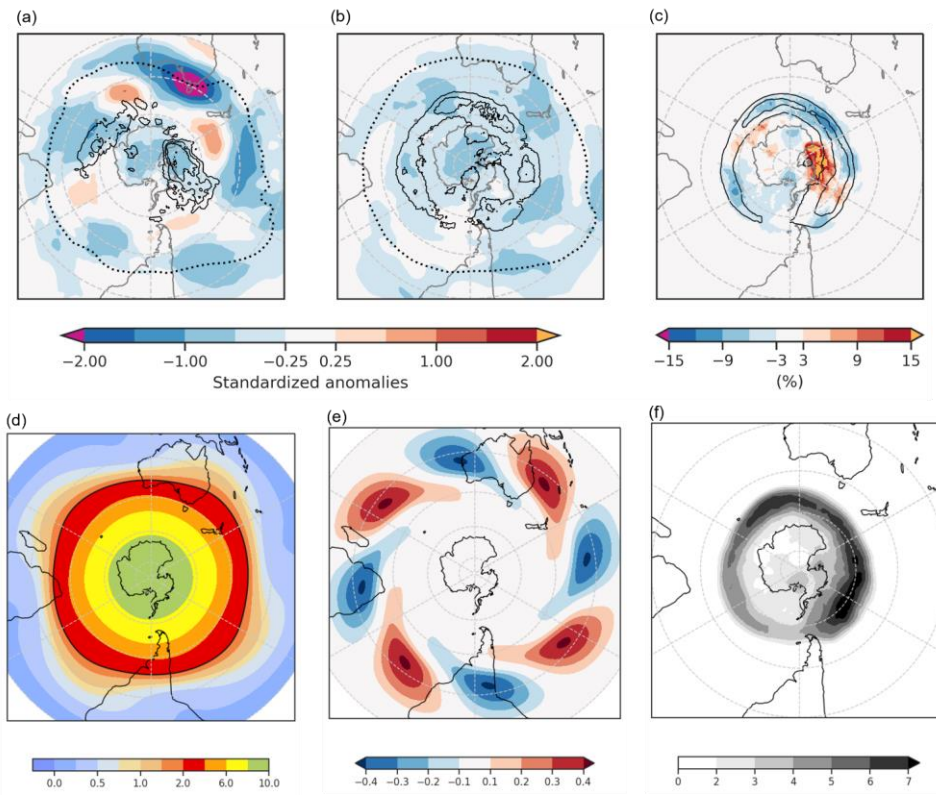 (a)
(b)
(c)
−2.00 −1.00 −0.25 0.25 1.00 2.00
Standardized anomalies
−15 −9 −3 3 9 15
(%)
(d)
(e)
(f)
0.0 0.5 1.0 2.0 6.0 10.0
−0.4 −0.3 −0.2 −0.1 0.1 0.2 0.3 0.4
0 2 3 4 5 6 7